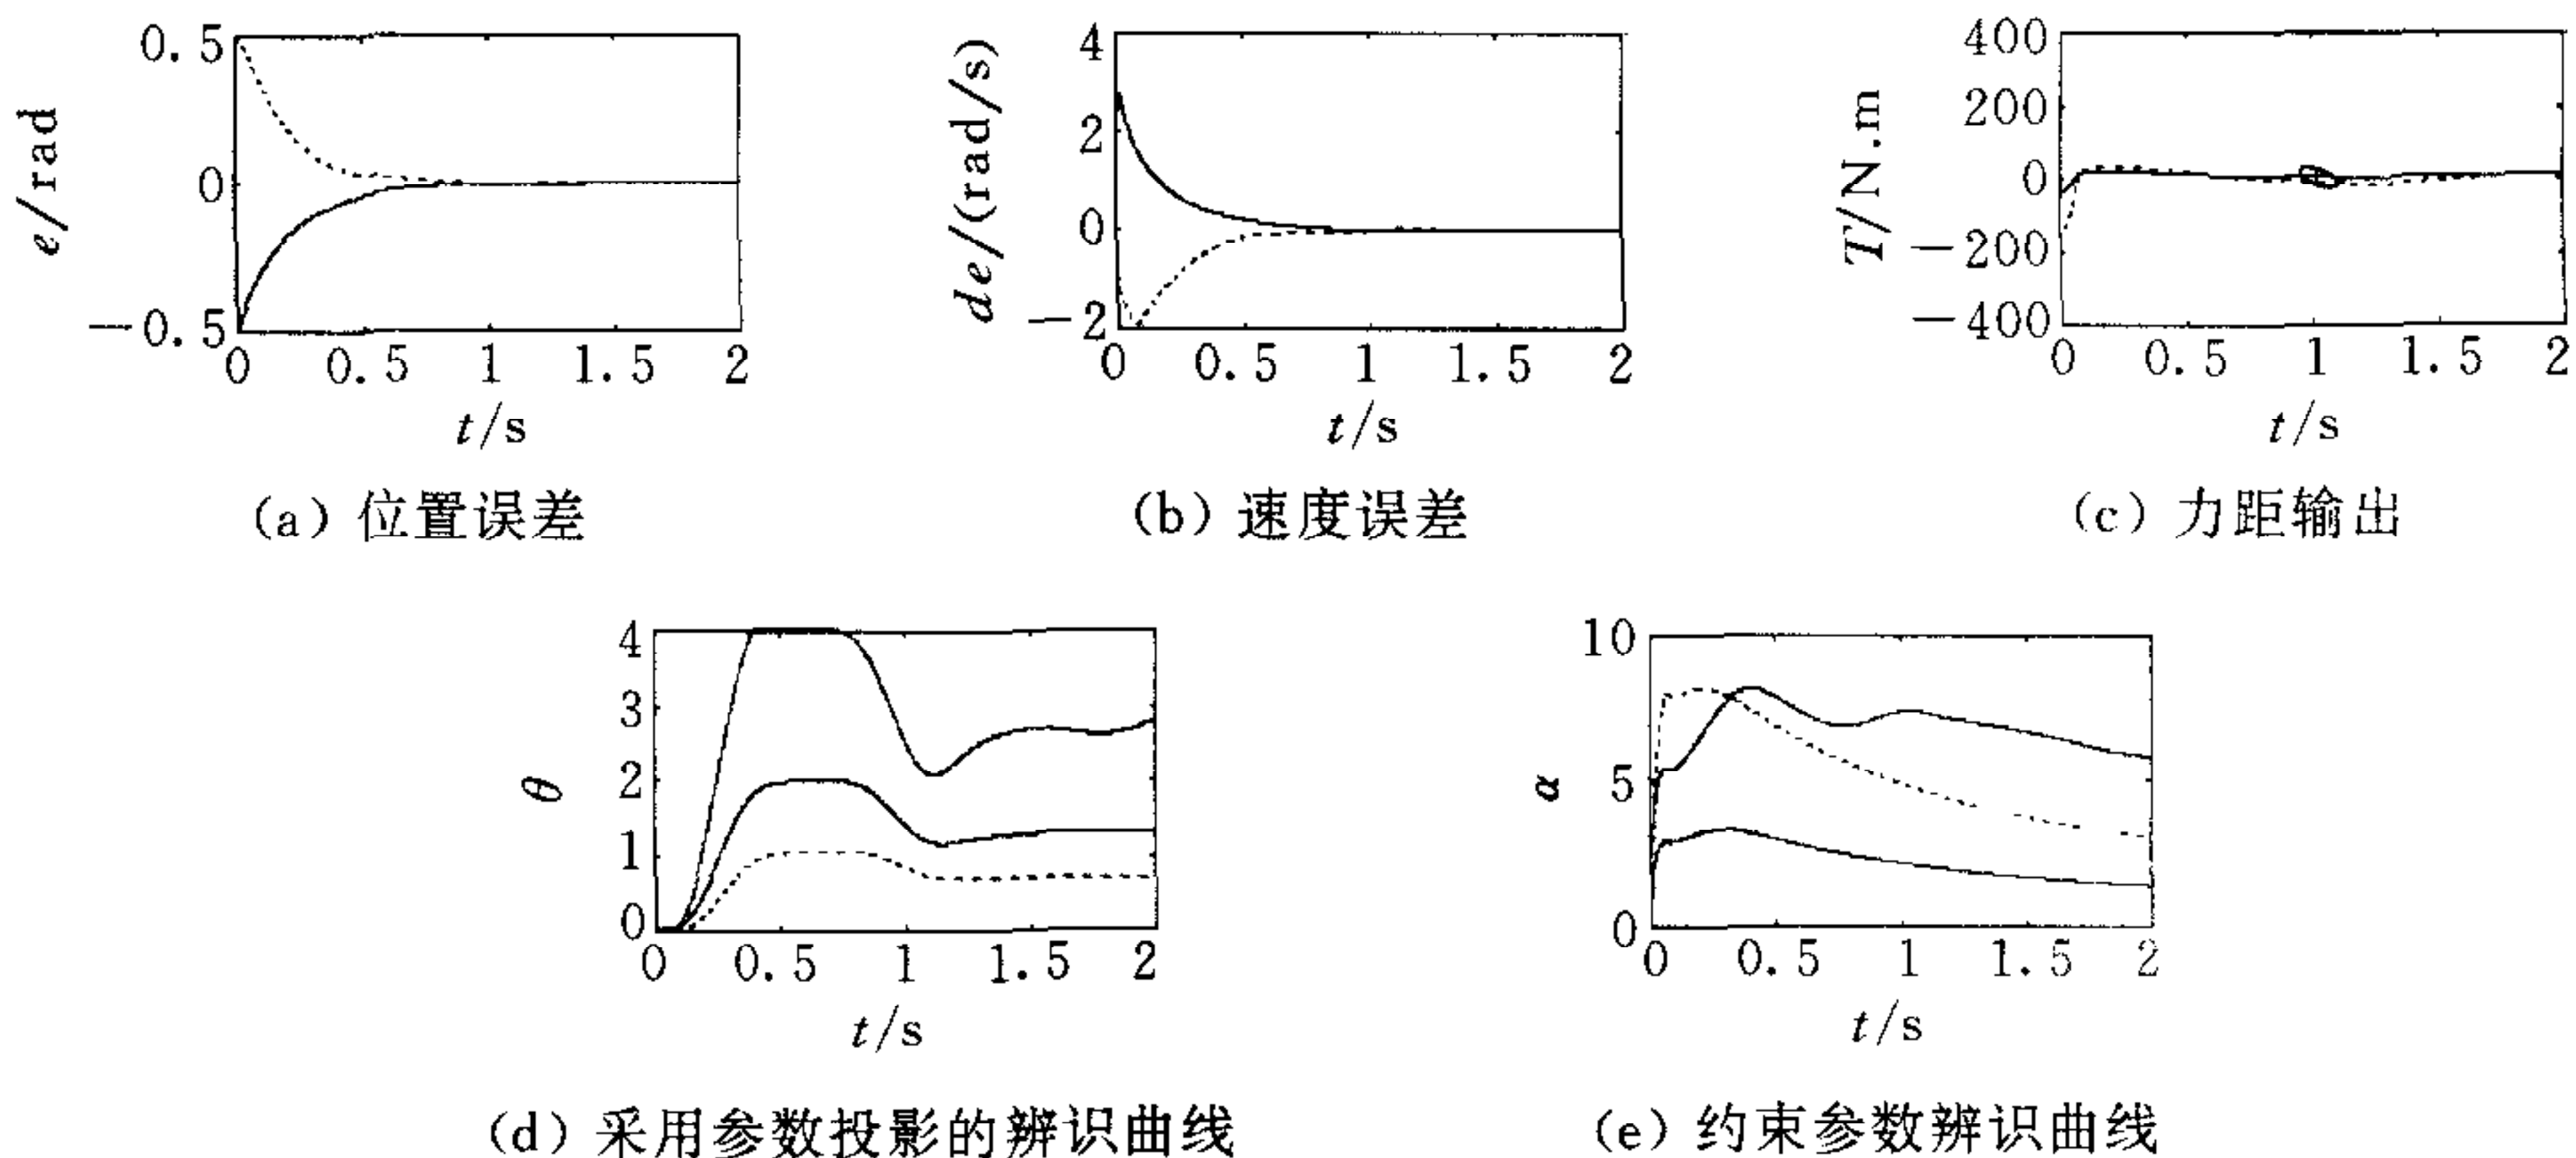 0.5
0
-0.5
e/rad
0 0.5 1 1.5 2
t/s
(a) 位置误差
4
2
0
-2
de/(rad/s)
0 0.5 1 1.5 2
t/s
(b) 速度误差
400
200
0
-200
-400
T/N.m
0 0.5 1 1.5 2
t/s
(c) 力距输出
4
3
2
1
0
θ
0 0.5 1 1.5 2
t/s
(d) 采用参数投影的辨识曲线
10
5
0
α
0 0.5 1 1.5 2
t/s
(e) 约束参数辨识曲线